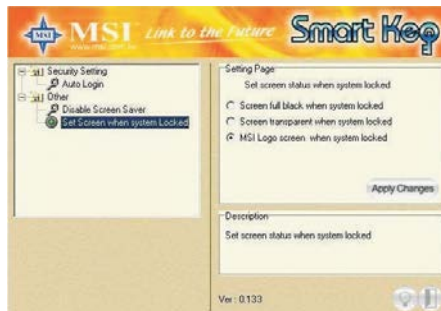 MSI Link to the Future Smart Key
www.msi.com.tw
Security Setting
Auto Login
Other
Disable Screen Saver
Set Screen when system Locked
Setting Page
Set screen status when system locked
Screen full black when system locked
Screen transparent when system locked
MSI Logo screen when system locked
Apply Changes
Description
Set screen status when system locked
Ver : 0.133